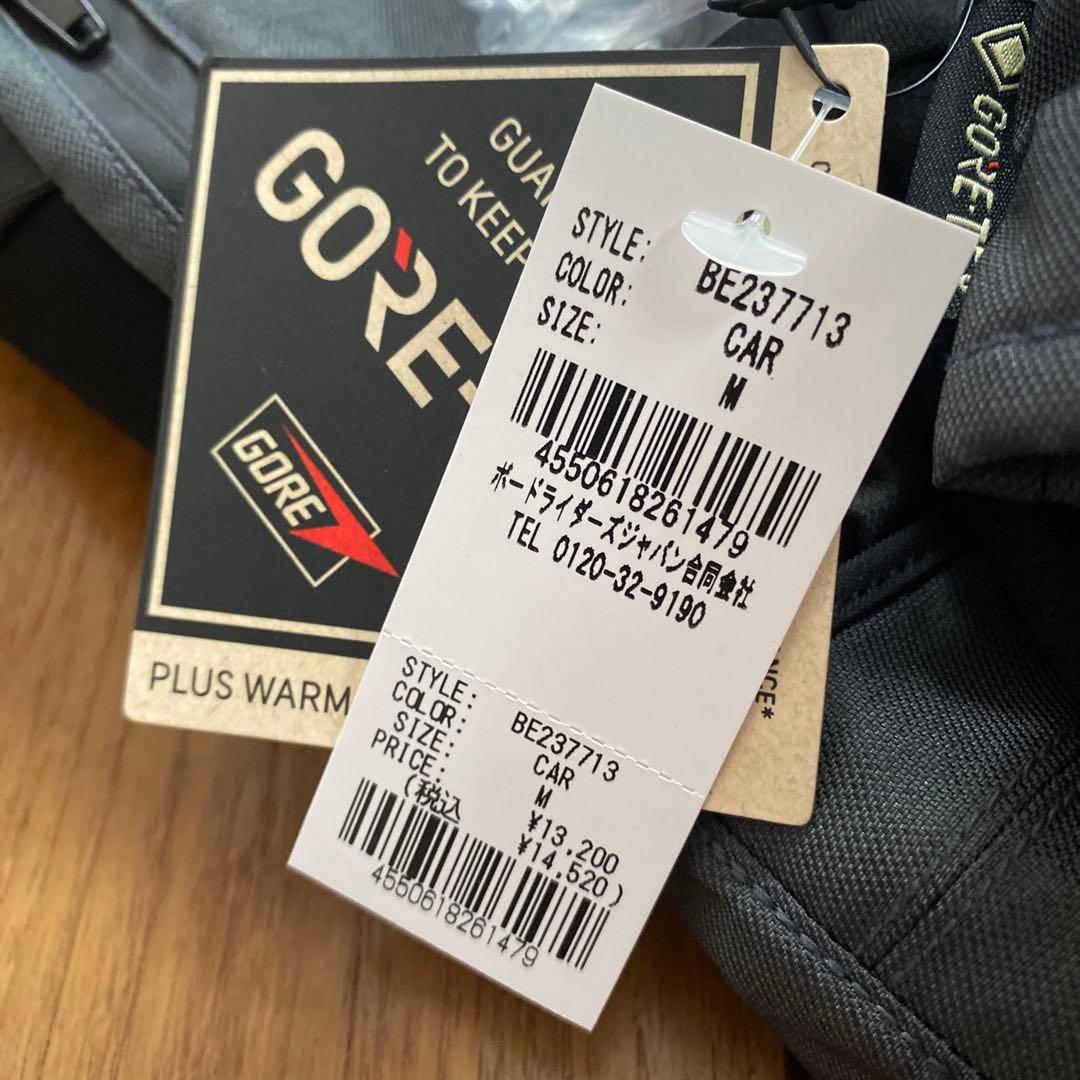 GUA
TO KEEP
GORE-
GORE
PLUS WARM
NCE*
GORE-TEX
STYLE: BE237713
COLOR: CAR
SIZE: M
4550618261479
ボードライダーズジャパン合同会社
TEL 0120-32-9190
STYLE: BE237713
COLOR: CAR
SIZE: M
PRICE: ¥13,200
(税込 ¥14,520)
4550618261479